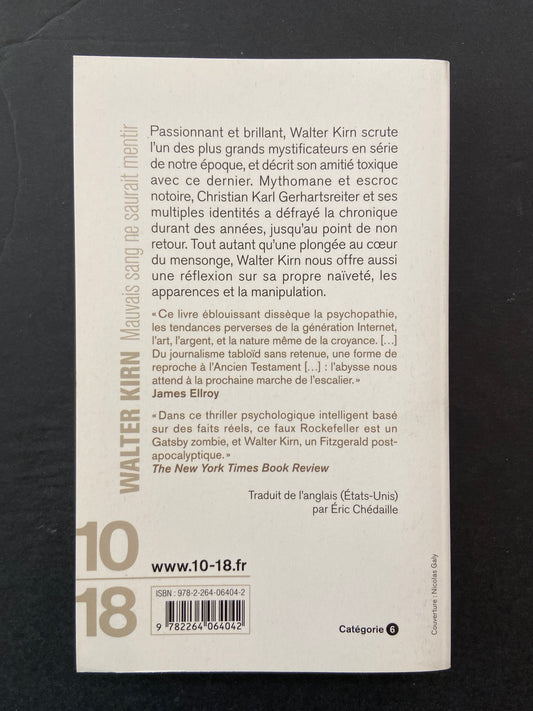 WALTER KIRN Mauvais sang ne saurait mentir
Passionnant et brillant, Walter Kirn scrute
l'un des plus grands mystificateurs en série
de notre époque, et décrit son amitié toxique
avec ce dernier. Mythomane et escroc
notoire, Christian Karl Gerhartsreiter et ses
multiples identités a défrayé la chronique
durant des années, jusqu'au point de non
retour. Tout autant qu'une plongée au cœur
du mensonge, Walter Kirn nous offre aussi
une réflexion sur sa propre naïveté, les
apparences et la manipulation.
« Ce livre éblouissant dissèque la psychopathie,
les tendances perverses de la génération Internet,
l'art, l'argent, et la nature même de la croyance. […]
Du journalisme tabloïd sans retenue, une forme de
reproche à l'Ancien Testament […] : l'abysse nous
attend à la prochaine marche de l'escalier. »
James Ellroy
« Dans ce thriller psychologique intelligent basé
sur des faits réels, ce faux Rockefeller est un
Gatsby zombie, et Walter Kirn, un Fitzgerald post-
apocalyptique. »
The New York Times Book Review
Traduit de l'anglais (États-Unis)
par Éric Chédaille
10
18
www.10-18.fr
ISBN : 978-2-264-06404-2
9 782264 064042
Catégorie 6
Couverture : Nicolas Galy